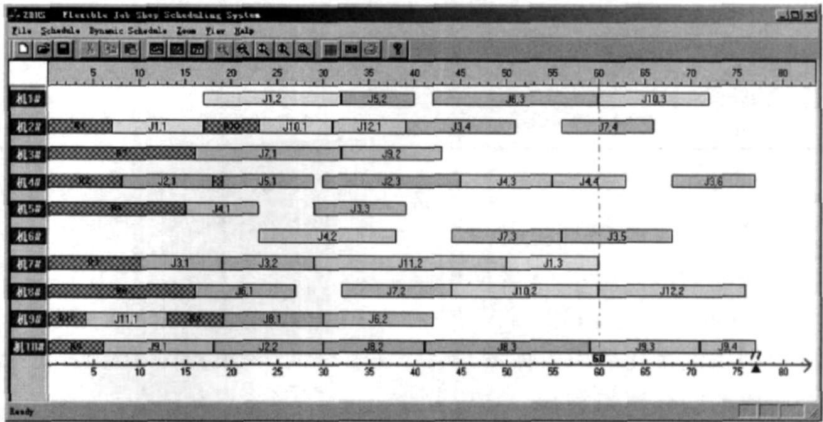 Flexible Job Shop Scheduling System
File Schedule Dynamic Schedule Zoom View Help
5 10 15 20 25 30 35 40 45 50 55 60 65 70 75 80
机1# J1,2 J5,2 J6,3 J10,3
机2# J1,1 J10,1 J12,1 J3,4 J7,4
机3# J7,1 J9,2
机4# J2,1 J5,1 J2,3 J4,3 J4,4 J3,6
机5# J4,1 J3,3
机6# J4,2 J7,3 J3,5
机7# J3,1 J3,2 J11,2 J1,3
机8# J6,1 J7,2 J10,2 J12,2
机9# J11,1 J8,1 J6,2
机10# J9,1 J2,2 J8,2 J8,3 J9,3 J9,4
60
5 10 15 20 25 30 35 40 45 50 55 60 65 70 75 80
Ready